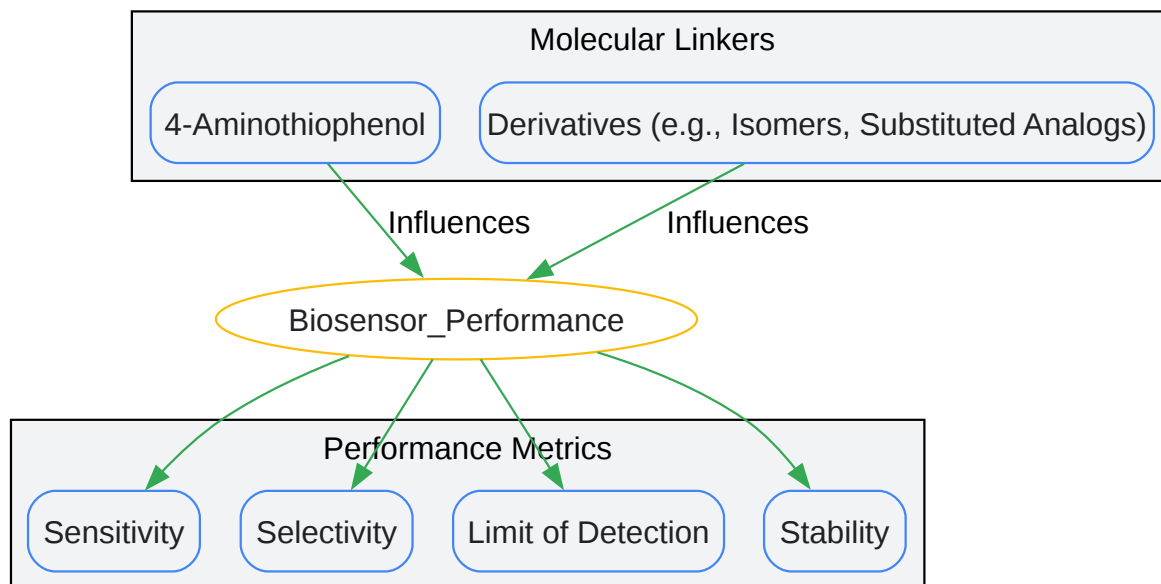 Molecular Linkers
4-Aminothiophenol
Derivatives (e.g., Isomers, Substituted Analogs)
Influences
Influences
Biosensor_Performance
Performance Metrics
Sensitivity
Selectivity
Limit of Detection
Stability